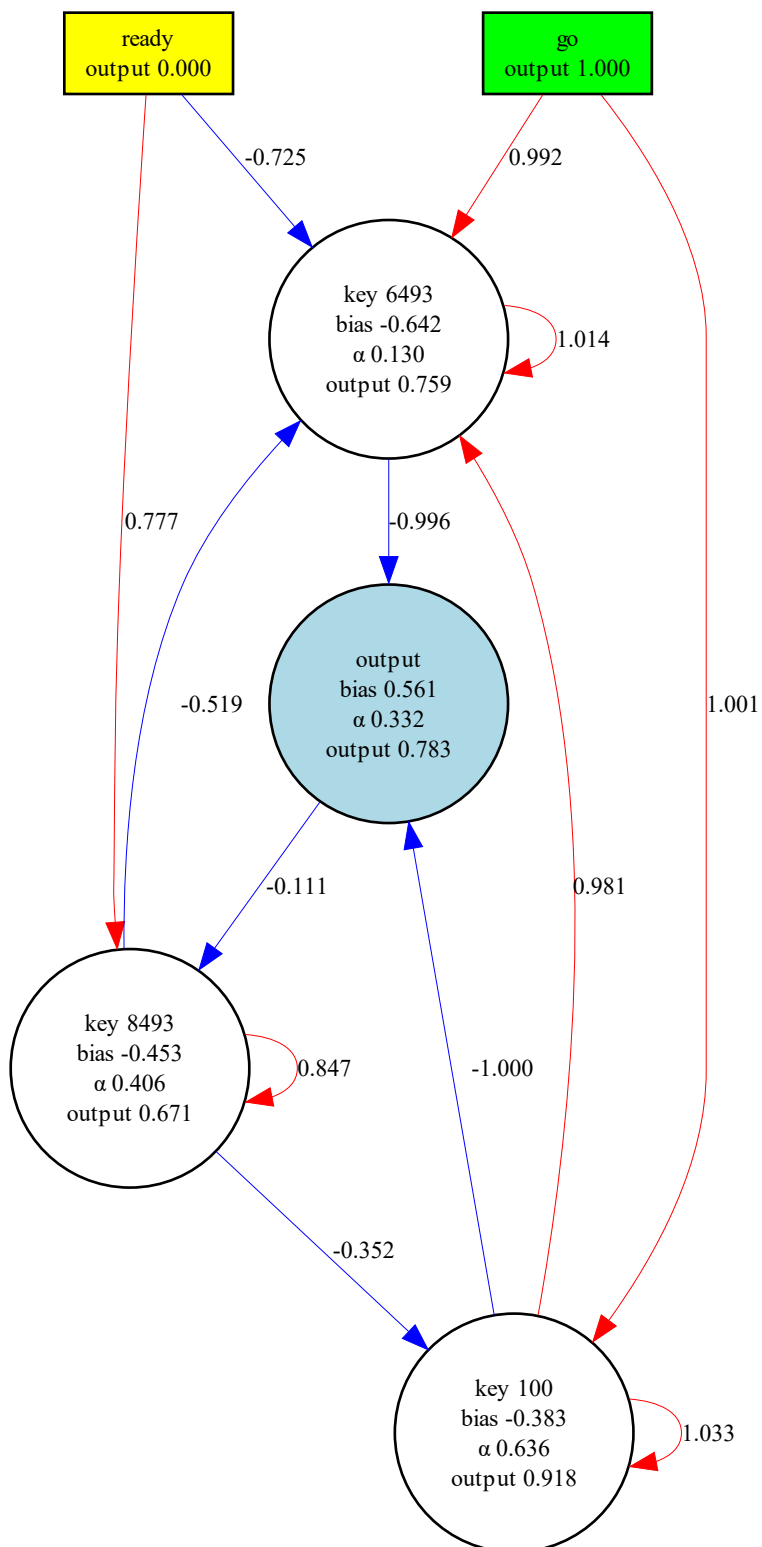 ready
output 0.000
go
output 1.000
-0.725
0.992
key 6493
bias -0.642
α 0.130
output 0.759
1.014
0.777
-0.996
-0.519
output
bias 0.561
α 0.332
output 0.783
1.001
-0.111
0.981
key 8493
bias -0.453
α 0.406
output 0.671
0.847
-1.000
-0.352
key 100
bias -0.383
α 0.636
output 0.918
1.033